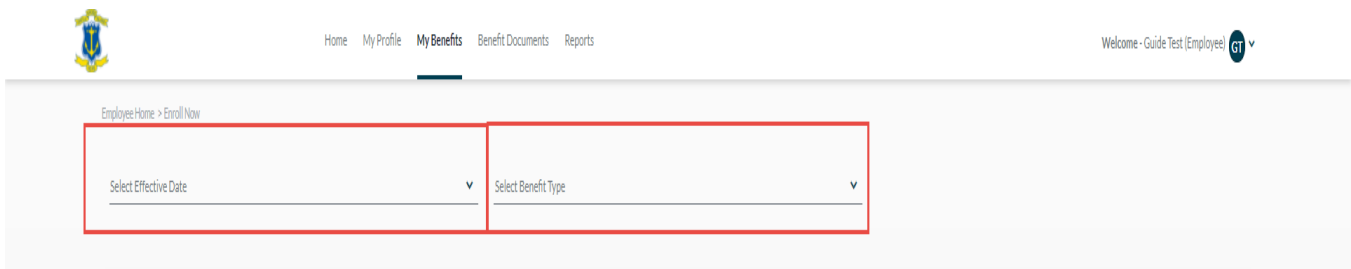 Home My Profile My Benefits Benefit Documents Reports Welcome - Guide Test (Employee) GT
Employee Home > Enroll Now
Select Effective Date Select Benefit Type